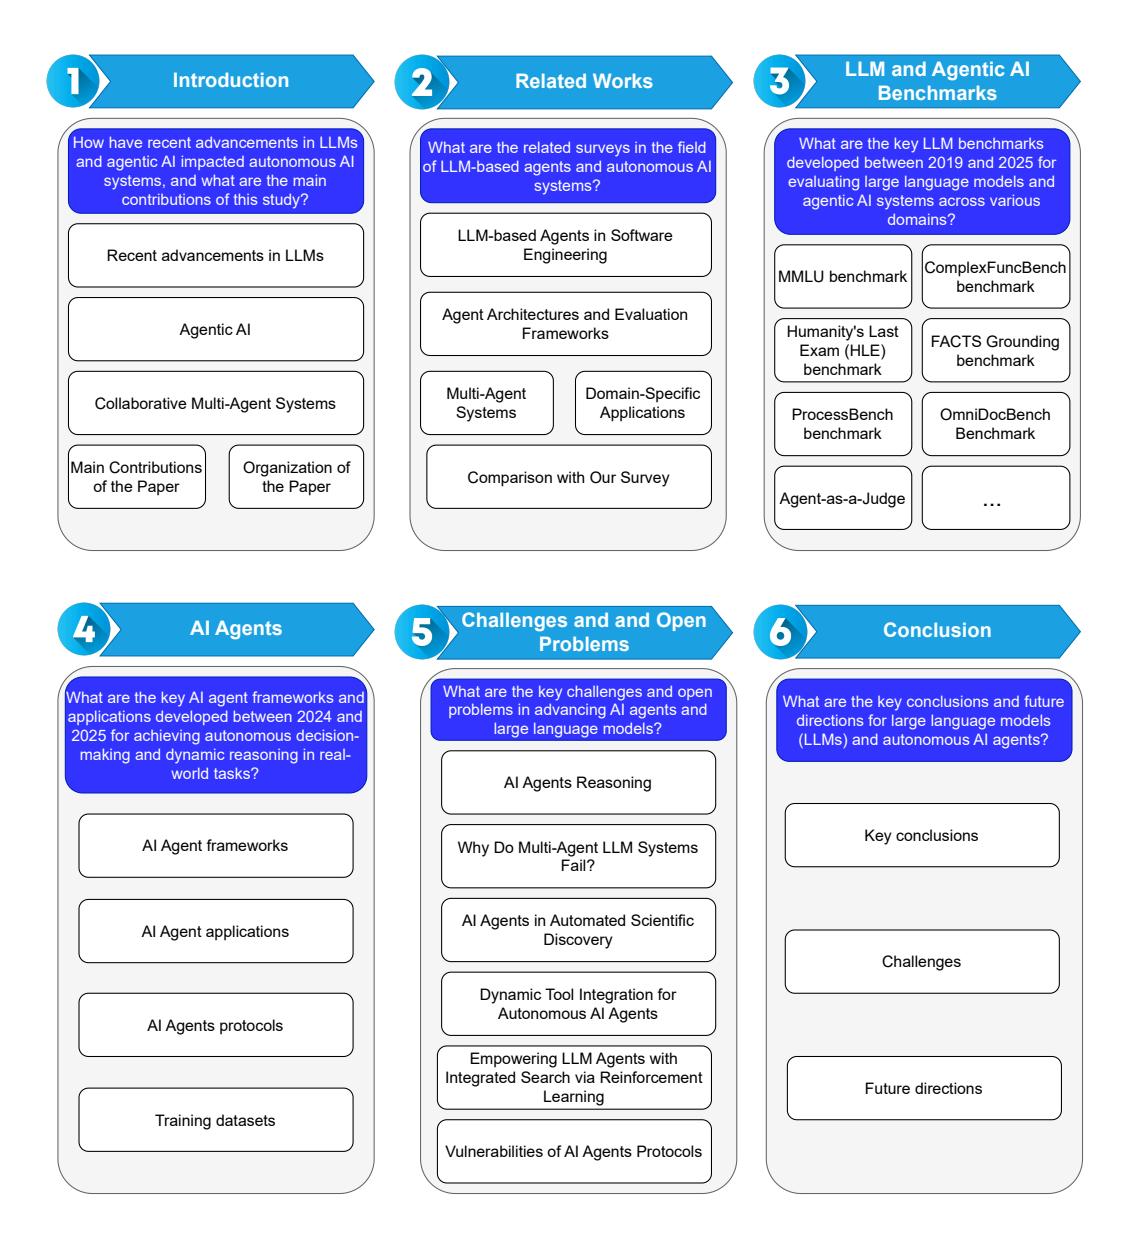 1
Introduction
How have recent advancements in LLMs
and agentic AI impacted autonomous AI
systems, and what are the main
contributions of this study?
Recent advancements in LLMs
Agentic AI
Collaborative Multi-Agent Systems
Main Contributions
of the Paper
Organization of
the Paper
2
Related Works
What are the related surveys in the field
of LLM-based agents and autonomous AI
systems?
LLM-based Agents in Software
Engineering
Agent Architectures and Evaluation
Frameworks
Multi-Agent
Systems
Domain-Specific
Applications
Comparison with Our Survey
3
LLM and Agentic AI
Benchmarks
What are the key LLM benchmarks
developed between 2019 and 2025 for
evaluating large language models and
agentic AI systems across various
domains?
MMLU benchmark
ComplexFuncBench
benchmark
Humanity's Last
Exam (HLE)
benchmark
FACTS Grounding
benchmark
ProcessBench
benchmark
OmniDocBench
Benchmark
Agent-as-a-Judge
...
4
AI Agents
What are the key AI agent frameworks and
applications developed between 2024 and
2025 for achieving autonomous decision-
making and dynamic reasoning in real-
world tasks?
AI Agent frameworks
AI Agent applications
AI Agents protocols
Training datasets
5
Challenges and and Open
Problems
What are the key challenges and open
problems in advancing AI agents and
large language models?
AI Agents Reasoning
Why Do Multi-Agent LLM Systems
Fail?
AI Agents in Automated Scientific
Discovery
Dynamic Tool Integration for
Autonomous AI Agents
Empowering LLM Agents with
Integrated Search via Reinforcement
Learning
Vulnerabilities of AI Agents Protocols
6
Conclusion
What are the key conclusions and future
directions for large language models
(LLMs) and autonomous AI agents?
Key conclusions
Challenges
Future directions